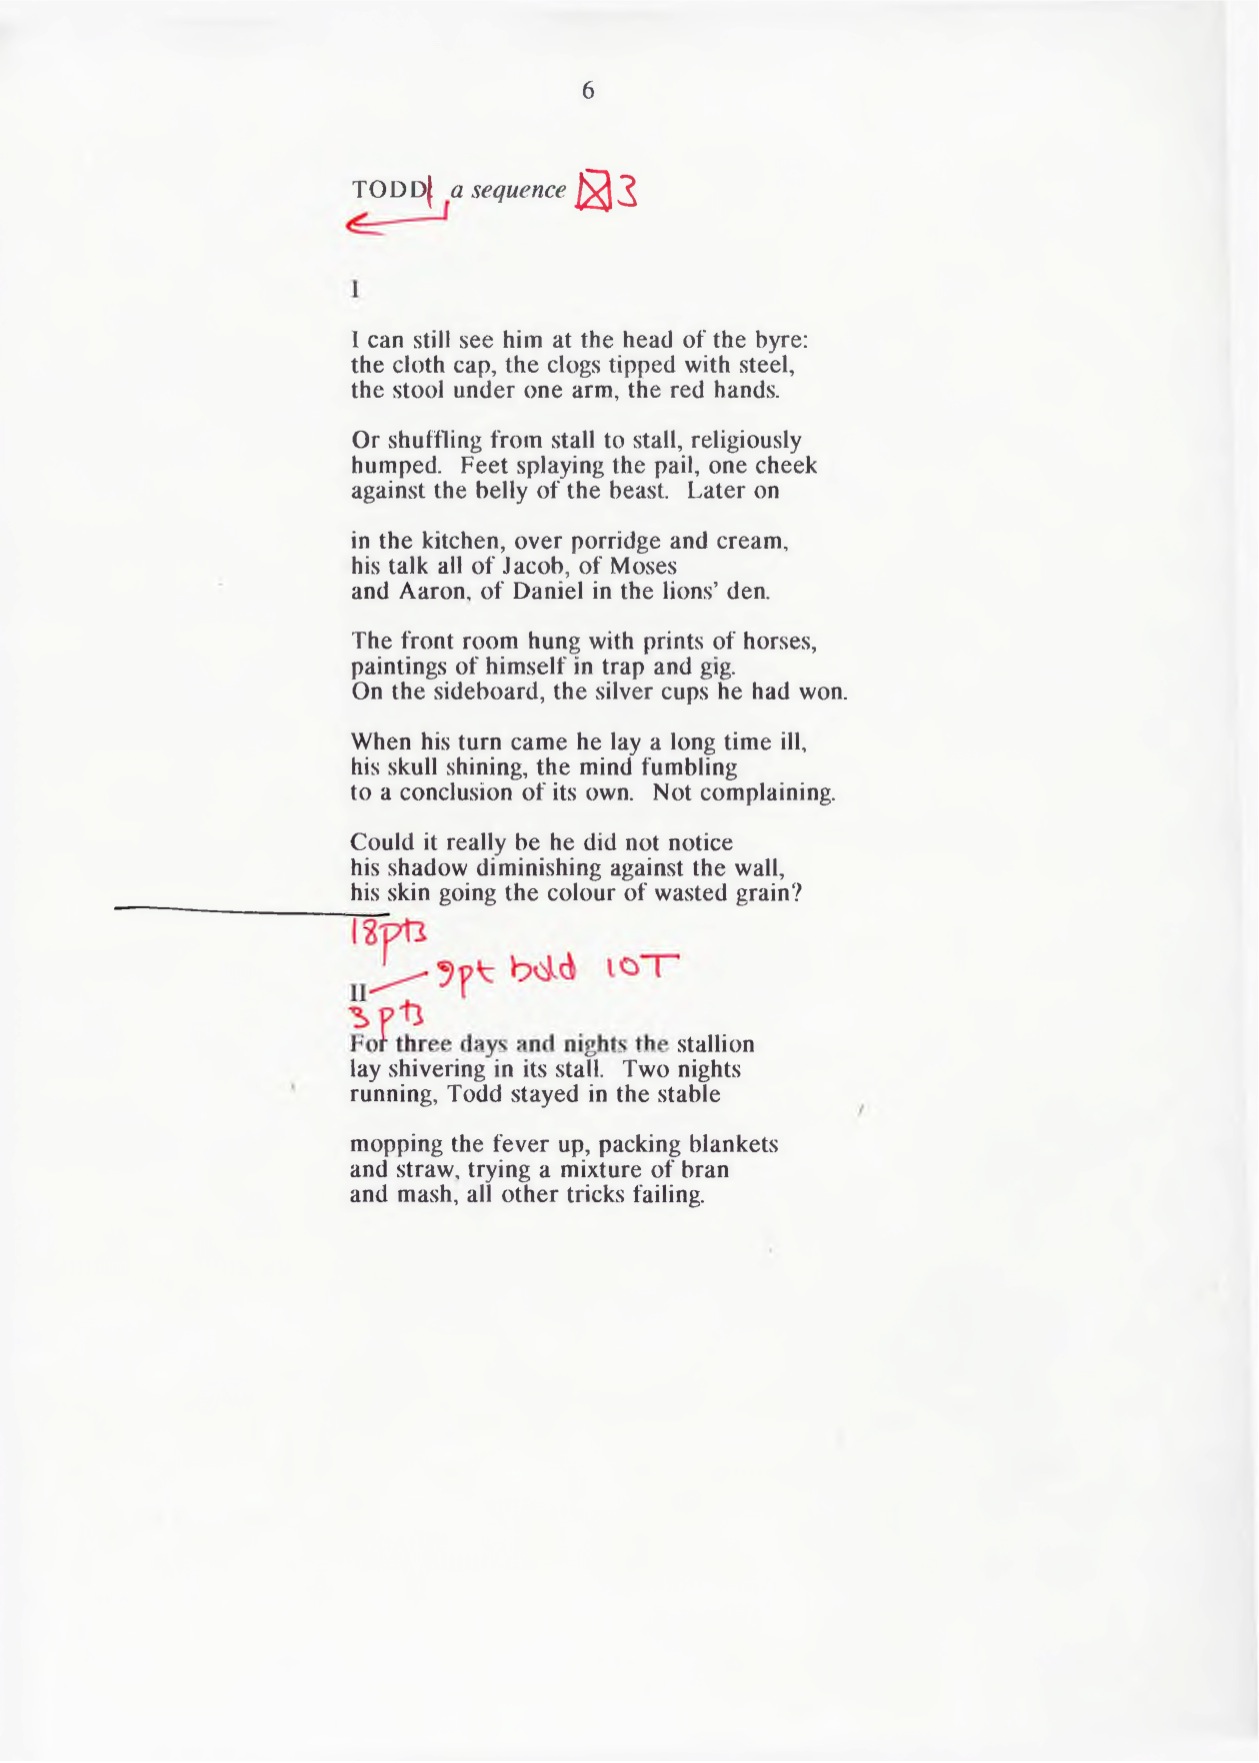 6
TODD, a sequence 3
I
I can still see him at the head of the byre:
the cloth cap, the clogs tipped with steel,
the stool under one arm, the red hands.
Or shuffling from stall to stall, religiously
humped. Feet splaying the pail, one cheek
against the belly of the beast. Later on
in the kitchen, over porridge and cream,
his talk all of Jacob, of Moses
and Aaron, of Daniel in the lions’ den.
The front room hung with prints of horses,
paintings of himself in trap and gig.
On the sideboard, the silver cups he had won.
When his turn came he lay a long time ill,
his skull shining, the mind fumbling
to a conclusion of its own. Not complaining.
Could it really be he did not notice
his shadow diminishing against the wall,
his skin going the colour of wasted grain?
18pts
II 9pt bold IOT
3pts
For three days and nights the stallion
lay shivering in its stall. Two nights
running, Todd stayed in the stable
mopping the fever up, packing blankets
and straw, trying a mixture of bran
and mash, all other tricks failing.